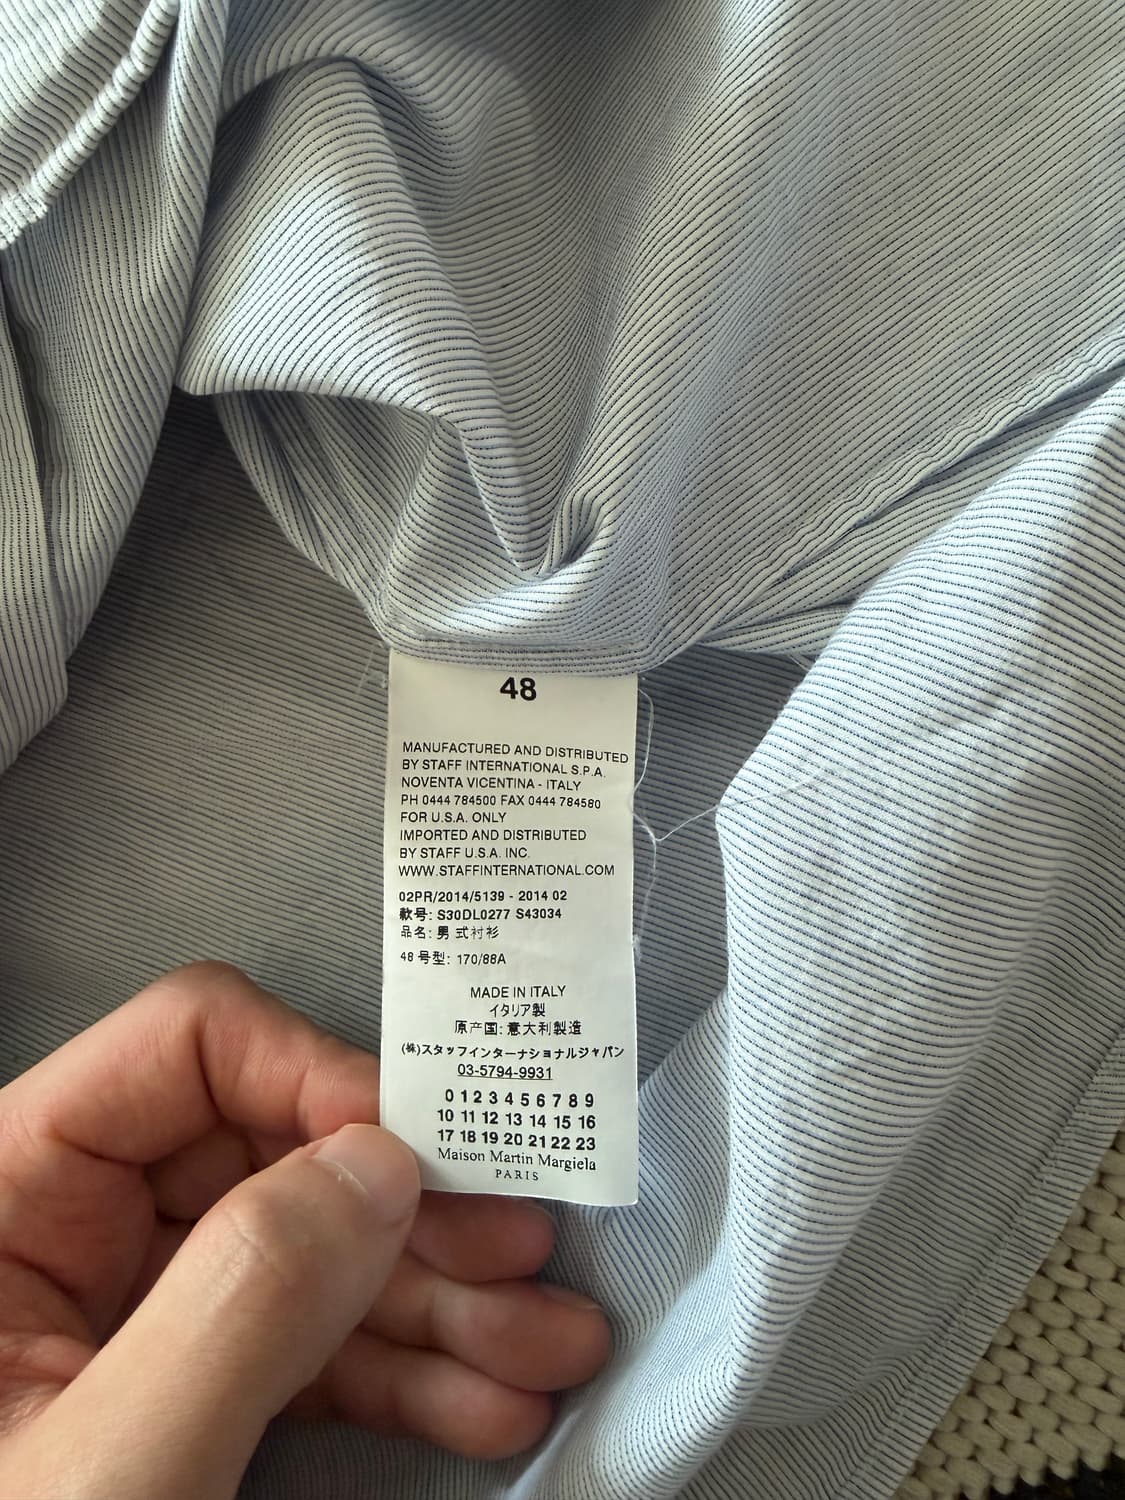 48
MANUFACTURED AND DISTRIBUTED
BY STAFF INTERNATIONAL S.P.A.
NOVENTA VICENTINA - ITALY
PH 0444 784500 FAX 0444 784580
FOR U.S.A. ONLY
IMPORTED AND DISTRIBUTED
BY STAFF U.S.A. INC.
WWW.STAFFINTERNATIONAL.COM
02PR/2014/5139 - 2014 02
款号: S30DL0277 S43034
品名: 男式衬衫
48 号型: 170/88A
MADE IN ITALY
イタリア製
原产国: 意大利製造
(株)スタッフインターナショナルジャパン
03-5794-9931
0 1 2 3 4 5 6 7 8 9
10 11 12 13 14 15 16
17 18 19 20 21 22 23
Maison Martin Margiela
PARIS